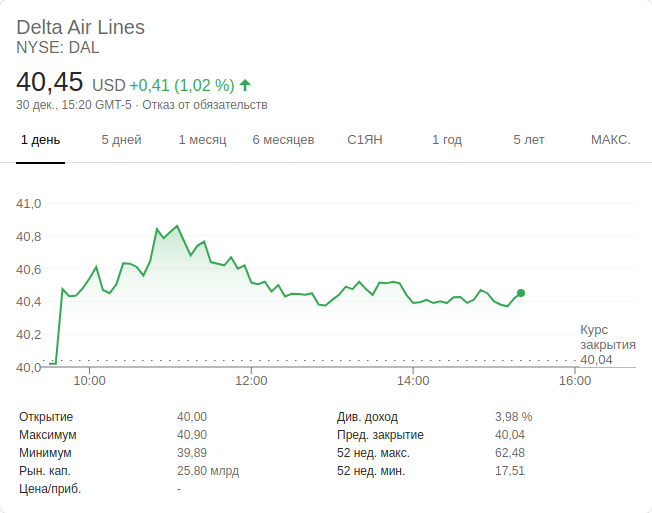 Delta Air Lines
NYSE: DAL
40,45 USD +0,41 (1,02 %)
30 дек., 15:20 GMT-5 · Отказ от обязательств
1 день 5 дней 1 месяц 6 месяцев С1ЯН 1 год 5 лет МАКС.
41,0
40,8
40,6
40,4
40,2
40,0
Курс
закрытия
40,04
10:00 12:00 14:00 16:00
Открытие 40,00 Див. доход 3,98 %
Максимум 40,90 Пред. закрытие 40,04
Минимум 39,89 52 нед. макс. 62,48
Рын. кап. 25,80 млрд 52 нед. мин. 17,51
Цена/приб. -